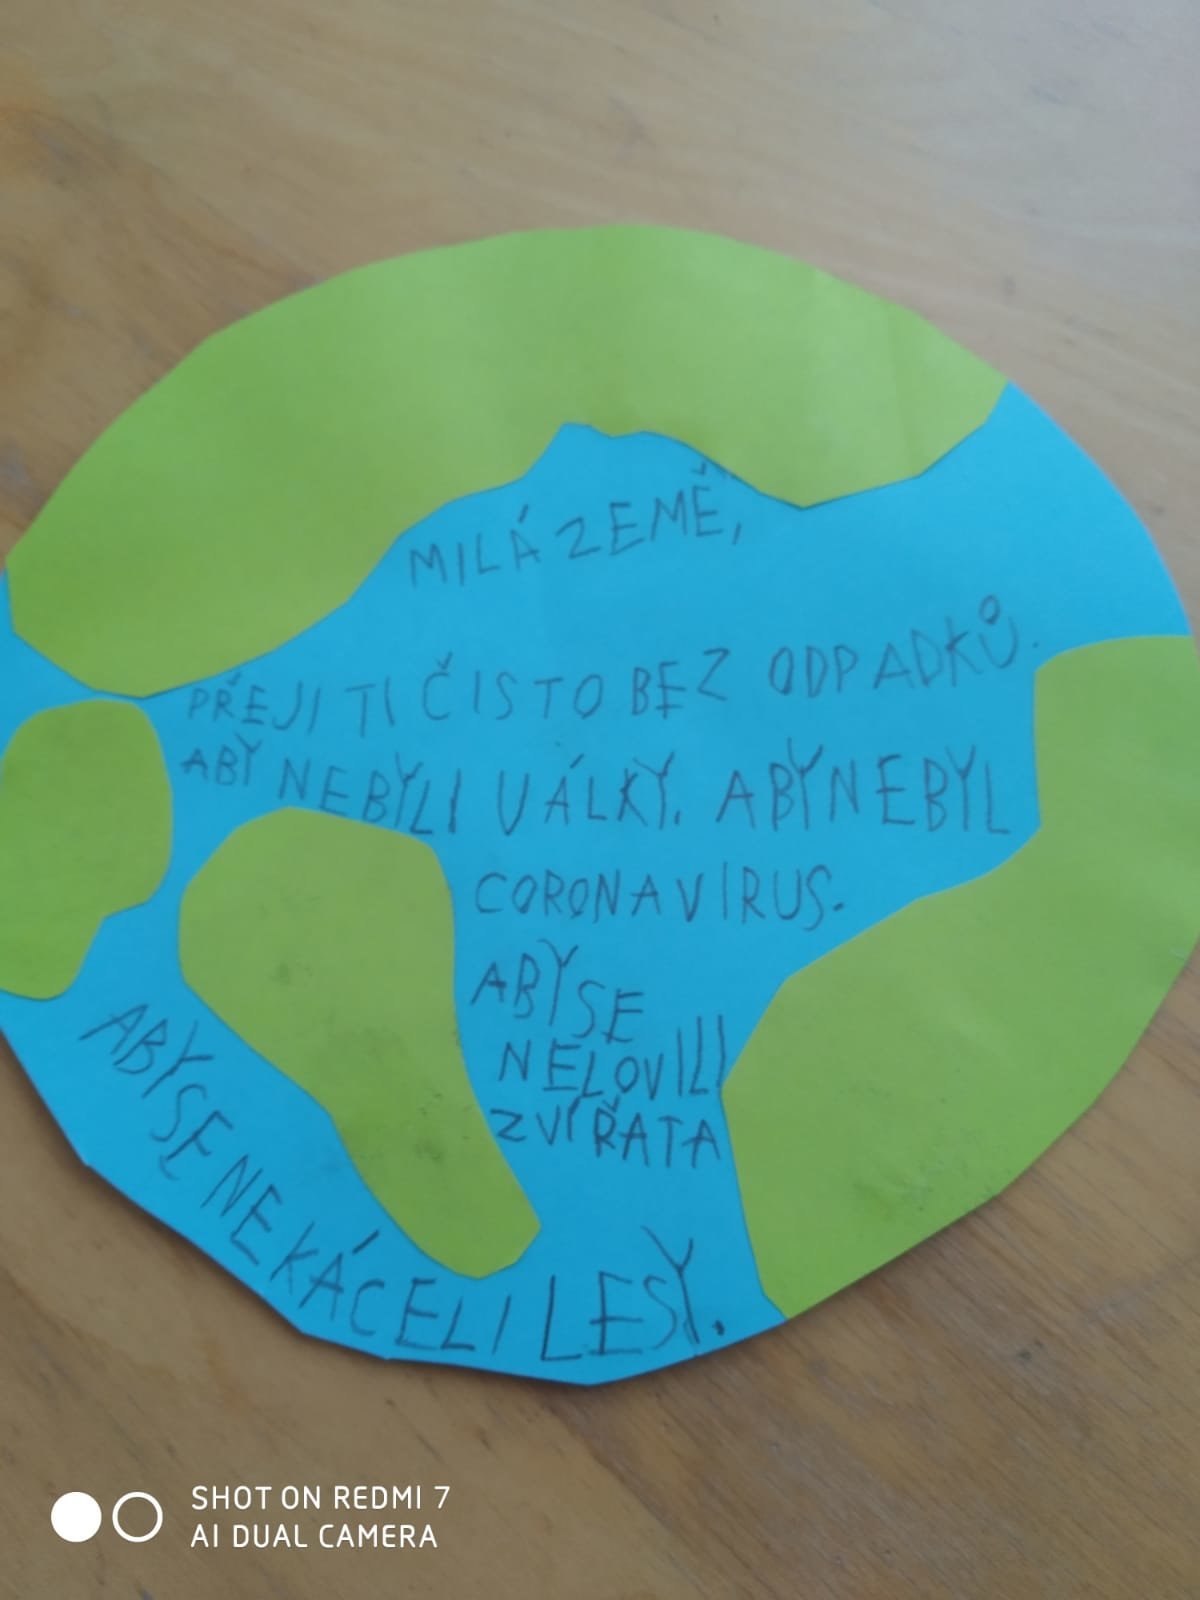 MILÁ ZEMĚ,
PŘEJI TI ČISTO BEZ ODPADKŮ.
ABY NEBYLI VÁLKY. ABY NEBYL
CORONAVÍRUS.
ABY SE
NELOVILI
ZVÍŘATA
ABY SE NEKÁCELI LESY.
SHOT ON REDMI 7
AI DUAL CAMERA